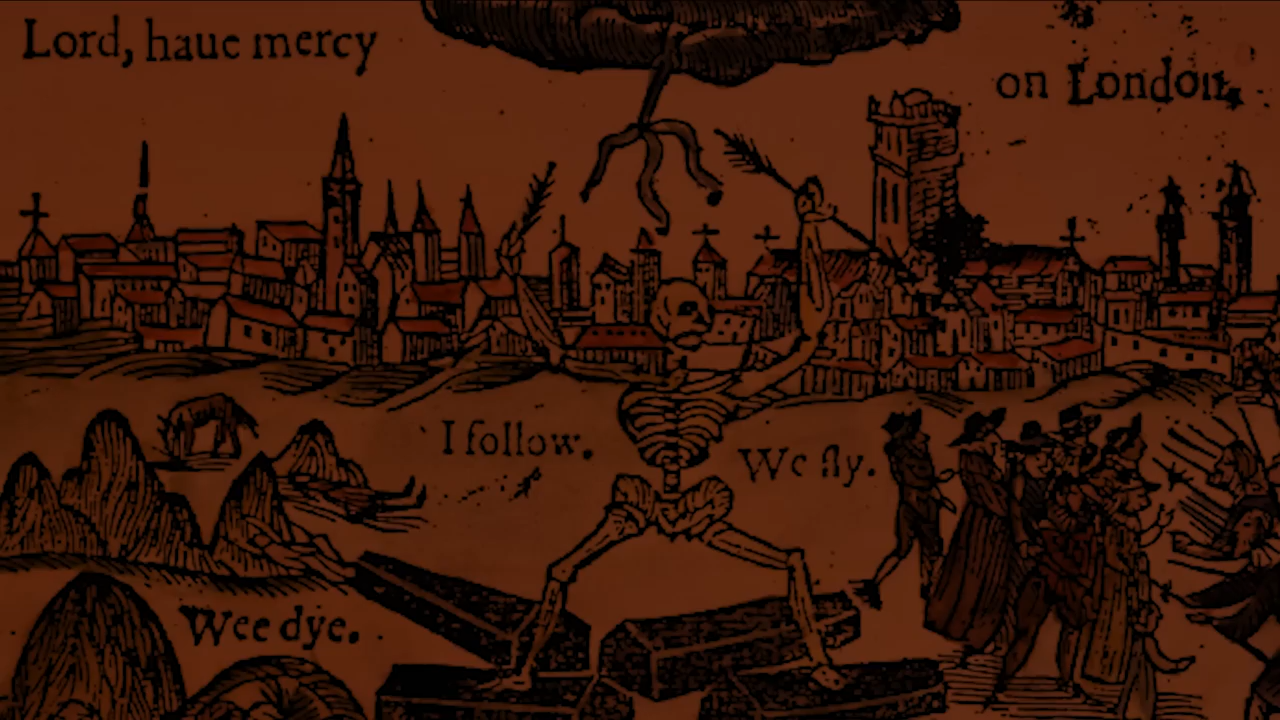 Lord, haue mercy
on London.
I follow.
We fly.
Wee dye.